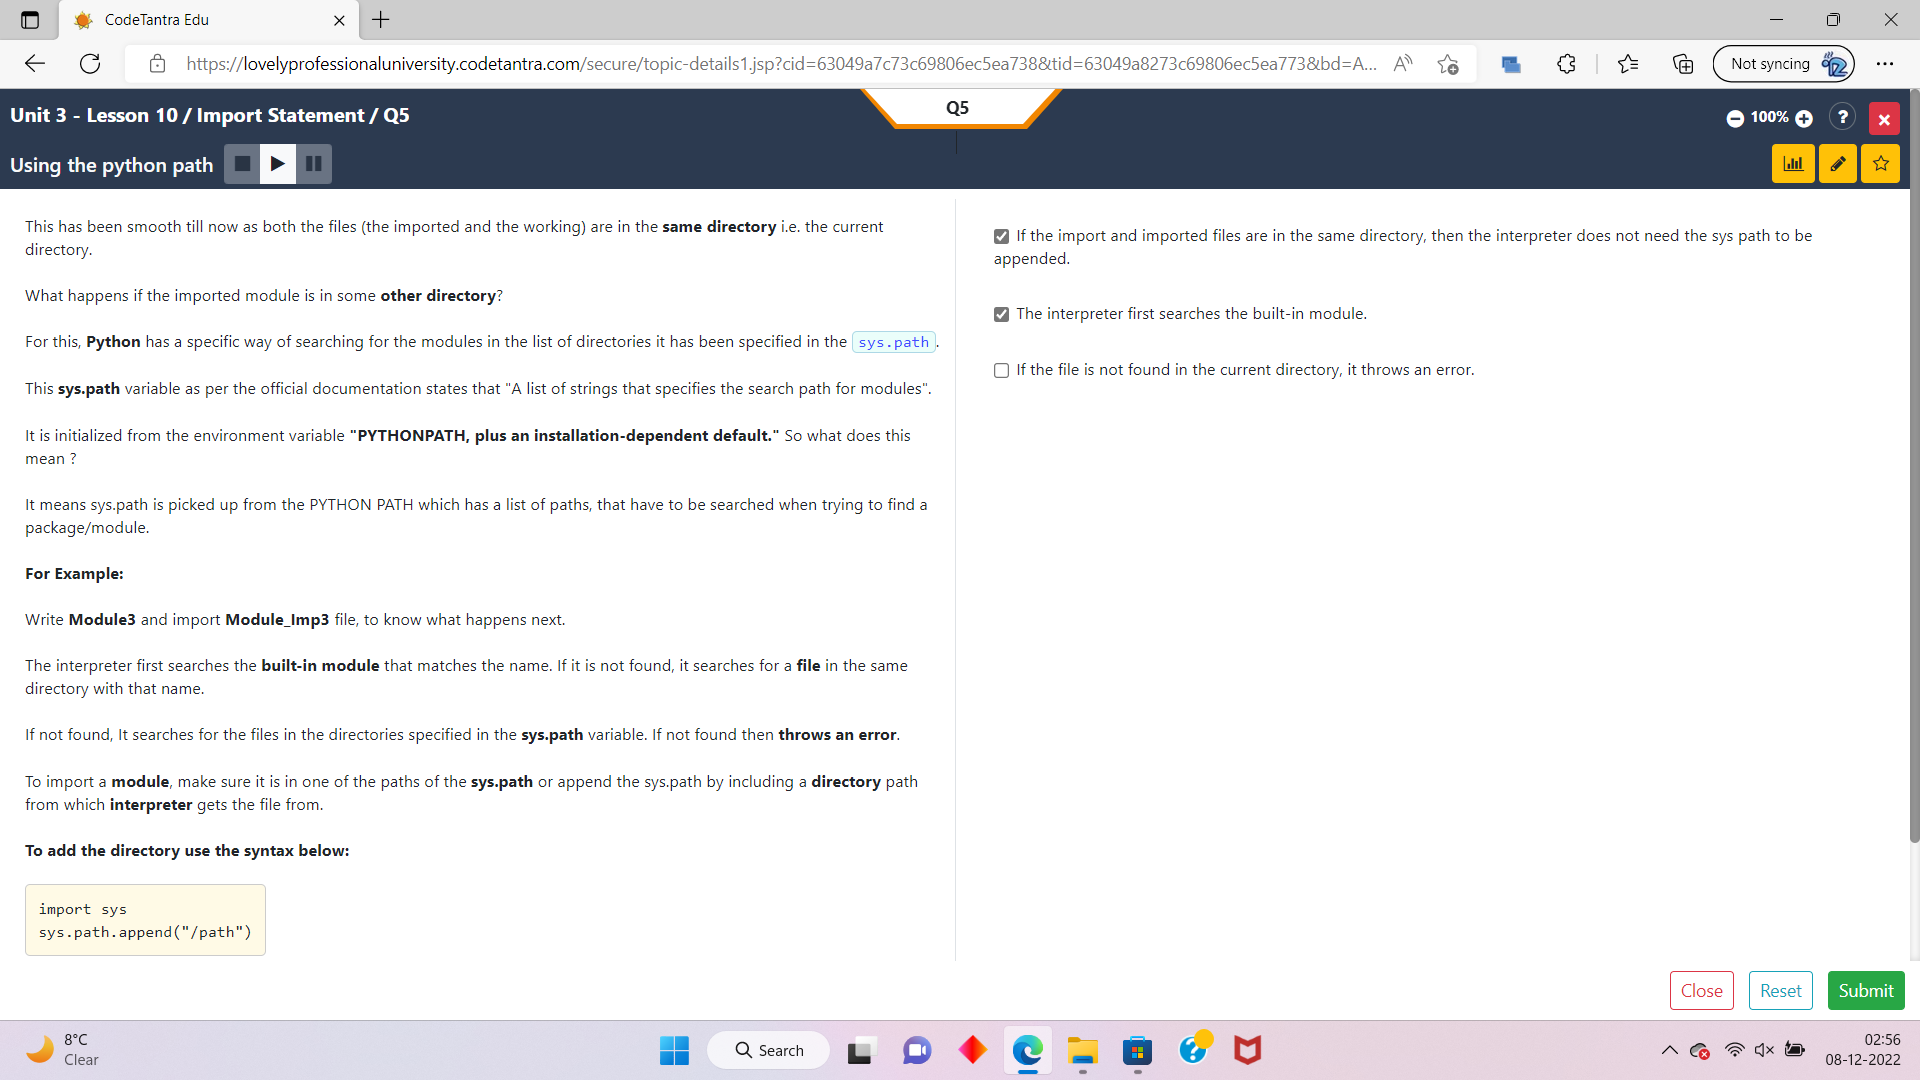 CodeTantra Edu
https://lovelyprofessionaluniversity.codetantra.com/secure/topic-details1.jsp?cid=63049a7c73c69806ec5ea738&tid=63049a8273c69806ec5ea773&bd=A...
Not syncing
Unit 3 - Lesson 10 / Import Statement / Q5
Q5
100%
?
Using the python path
This has been smooth till now as both the files (the imported and the working) are in the same directory i.e. the current
directory.
What happens if the imported module is in some other directory?
For this, Python has a specific way of searching for the modules in the list of directories it has been specified in the sys.path.
This sys.path variable as per the official documentation states that "A list of strings that specifies the search path for modules".
It is initialized from the environment variable "PYTHONPATH, plus an installation-dependent default." So what does this
mean ?
It means sys.path is picked up from the PYTHON PATH which has a list of paths, that have to be searched when trying to find a
package/module.
For Example:
Write Module3 and import Module_Imp3 file, to know what happens next.
The interpreter first searches the built-in module that matches the name. If it is not found, it searches for a file in the same
directory with that name.
If not found, It searches for the files in the directories specified in the sys.path variable. If not found then throws an error.
To import a module, make sure it is in one of the paths of the sys.path or append the sys.path by including a directory path
from which interpreter gets the file from.
To add the directory use the syntax below:
import sys
sys.path.append("/path")
If the import and imported files are in the same directory, then the interpreter does not need the sys path to be
appended.
The interpreter first searches the built-in module.
If the file is not found in the current directory, it throws an error.
Close
Reset
Submit
8°C
Clear
Search
02:56
08-12-2022